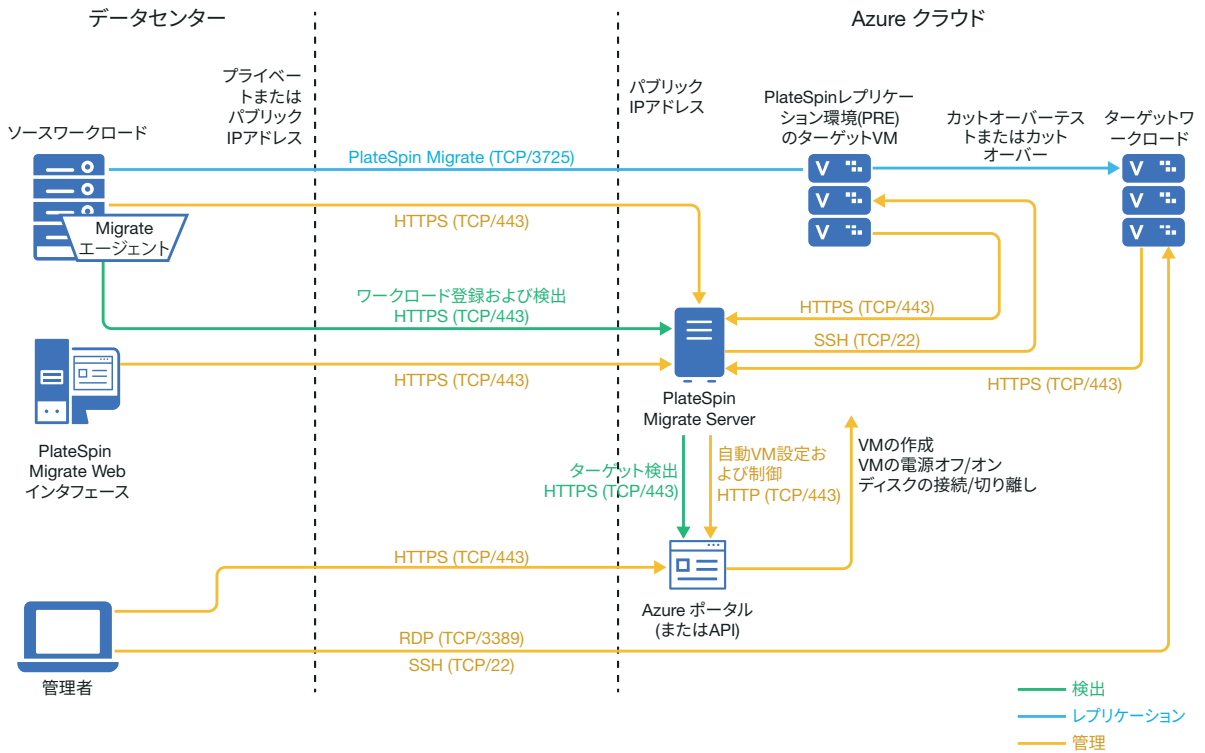 データセンター
Azure クラウド
プライベー
トまたは
パブリック
IPアドレス
パブリック
IPアドレス
PlateSpinレプリケー
ション環境(PRE)
のターゲットVM
カットオーバーテス
トまたはカット
オーバー
ターゲットワ
ークロード
ソースワークロード
PlateSpin Migrate (TCP/3725)
V
V
V
V
V
V
HTTPS (TCP/443)
Migrate
エージェント
ワークロード登録および検出
HTTPS (TCP/443)
HTTPS (TCP/443)
SSH (TCP/22)
HTTPS (TCP/443)
HTTPS (TCP/443)
PlateSpin
Migrate Server
PlateSpin
Migrate Web
インタフェース
ターゲット検出
HTTPS (TCP/443)
自動VM設定お
よび制御
HTTP (TCP/443)
VMの作成
VMの電源オフ/オン
ディスクの接続/切り離し
HTTPS (TCP/443)
Azure ポータル
(またはAPI)
RDP (TCP/3389)
SSH (TCP/22)
管理者
検出
レプリケーション
管理